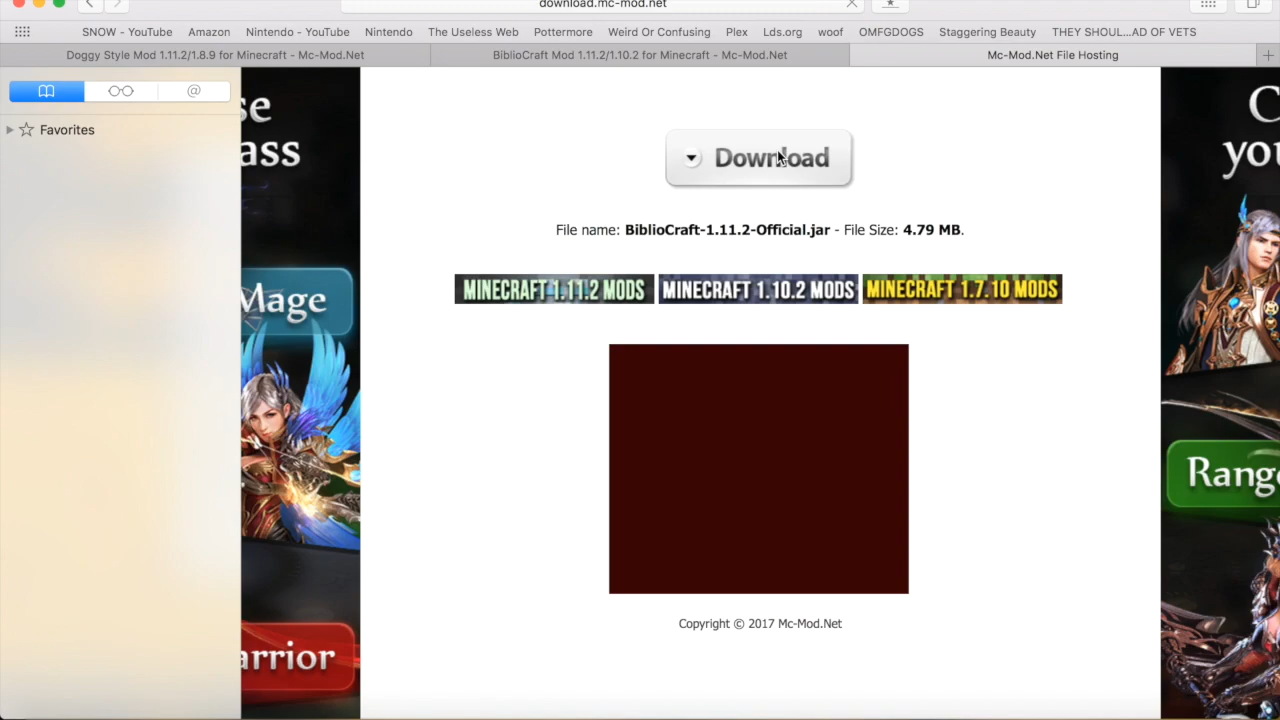 download.mc-mod.net
SNOW - YouTube Amazon Nintendo - YouTube Nintendo The Useless Web Pottermore Weird Or Confusing Plex Lds.org woof OMFGDOGS Staggering Beauty THEY SHOUL...AD OF VETS
Doggy Style Mod 1.11.2/1.8.9 for Minecraft - Mc-Mod.Net BiblioCraft Mod 1.11.2/1.10.2 for Minecraft - Mc-Mod.Net Mc-Mod.Net File Hosting
@
Favorites
se
ass
Mage
arrior
Download
File name: BiblioCraft-1.11.2-Official.jar - File Size: 4.79 MB.
MINECRAFT 1.11.2 MODS MINECRAFT 1.10.2 MODS MINECRAFT 1.7.10 MODS
Copyright © 2017 Mc-Mod.Net
C
you
Range